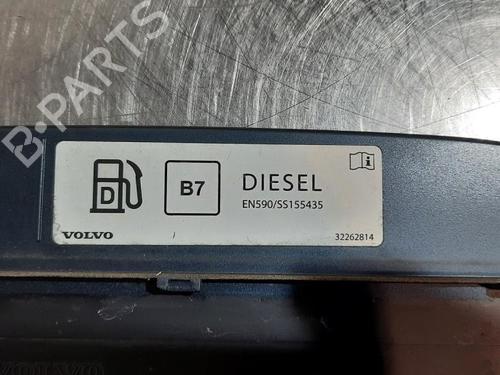 B-PARTS
D
B7
DIESEL
EN590/SS155435
VOLVO
32262814